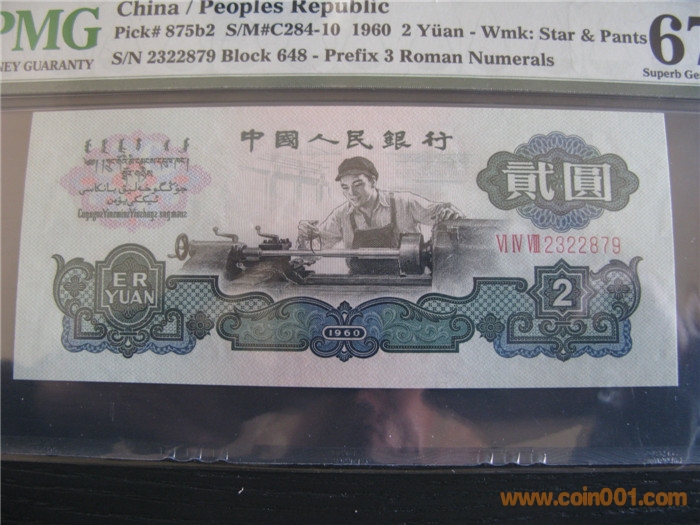 China / Peoples Republic
PMG
Pick# 875b2 S/M#C284-10 1960 2 Yüan - Wmk: Star & Pants
S/N 2322879 Block 648 - Prefix 3 Roman Numerals
67
Superb Ge
NEY GUARANTY
中國人民銀行
貳圓
VI IV VIII 2322879
ER
YUAN
2
1960
www.coin001.com